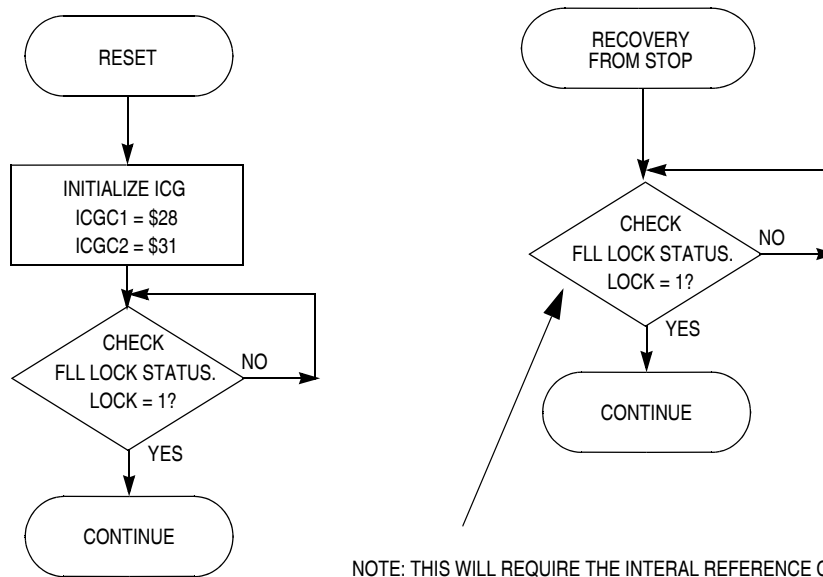 RESET
INITIALIZE ICG
ICGC1 = $28
ICGC2 = $31
CHECK
FLL LOCK STATUS.
LOCK = 1?
NO
YES
CONTINUE
RECOVERY
FROM STOP
CHECK
FLL LOCK STATUS.
LOCK = 1?
NO
YES
CONTINUE
NOTE: THIS WILL REQUIRE THE INTERAL REFERENCE